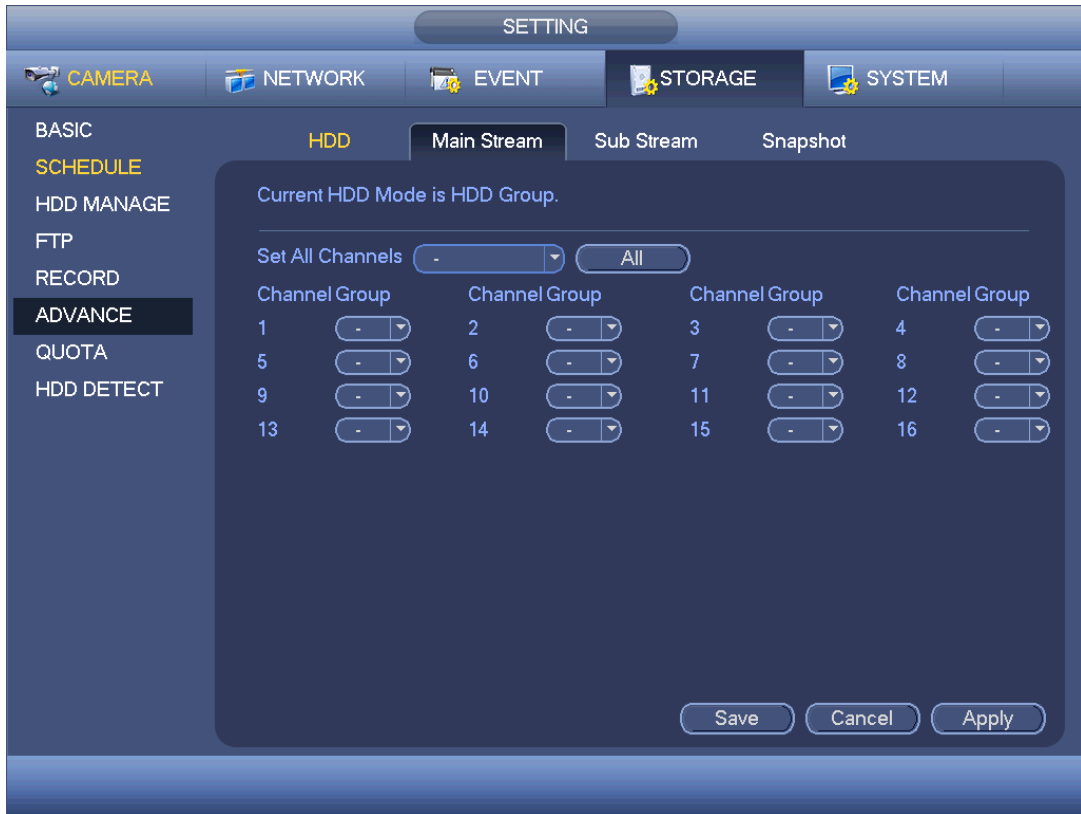 SETTING
CAMERA NETWORK EVENT STORAGE SYSTEM
BASIC
SCHEDULE
HDD MANAGE
FTP
RECORD
ADVANCE
QUOTA
HDD DETECT
HDD Main Stream Sub Stream Snapshot
Current HDD Mode is HDD Group.
Set All Channels - All
Channel Group Channel Group Channel Group Channel Group
1 - 2 - 3 - 4 -
5 - 6 - 7 - 8 -
9 - 10 - 11 - 12 -
13 - 14 - 15 - 16 -
Save Cancel Apply